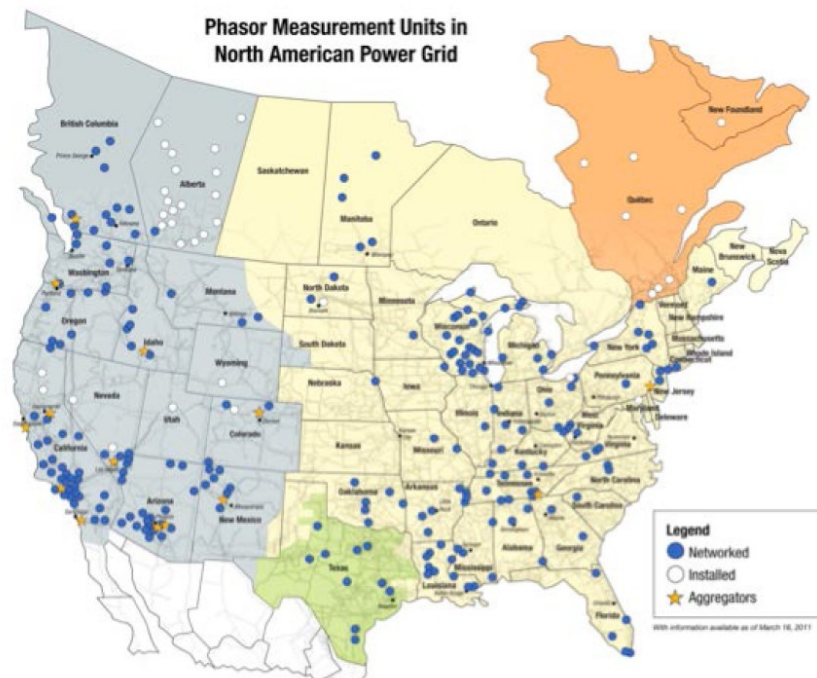 Phasor Measurement Units in
North American Power Grid
British Columbia
Prince George
Alberta
Saskatchewan
Manitoba
Ontario
Québec
New Foundland
New
Brunswick
Nova
Scotia
Maine
Washington
Montana
North Dakota
Minnesota
Vermont
New Hampshire
Massachusetts
Rhode Island
Connecticut
Oregon
Idaho
Wyoming
South Dakota
Wisconsin
Michigan
New York
Nebraska
Iowa
Pennsylvania
New Jersey
Nevada
Utah
Colorado
Illinois
Indiana
Ohio
West
Virginia
Maryland
Delaware
California
Kansas
Missouri
Kentucky
Virginia
Arizona
New Mexico
Oklahoma
Arkansas
Tennessee
North Carolina
South Carolina
Texas
Louisiana
Mississippi
Alabama
Georgia
Florida
Legend
Networked
Installed
Aggregators
With information available as of March 16, 2011